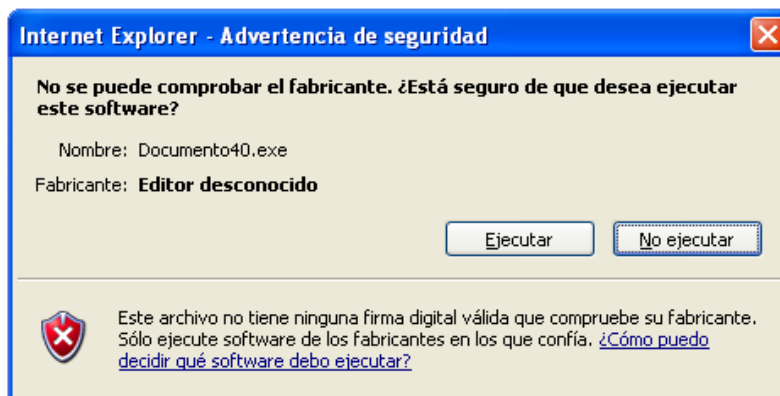 Internet Explorer - Advertencia de seguridad
No se puede comprobar el fabricante. ¿Está seguro de que desea ejecutar
este software?
Nombre: Documento40.exe
Fabricante: Editor desconocido
Ejecutar No ejecutar
Este archivo no tiene ninguna firma digital válida que compruebe su fabricante.
Sólo ejecute software de los fabricantes en los que confía. ¿Cómo puedo
decidir qué software debo ejecutar?